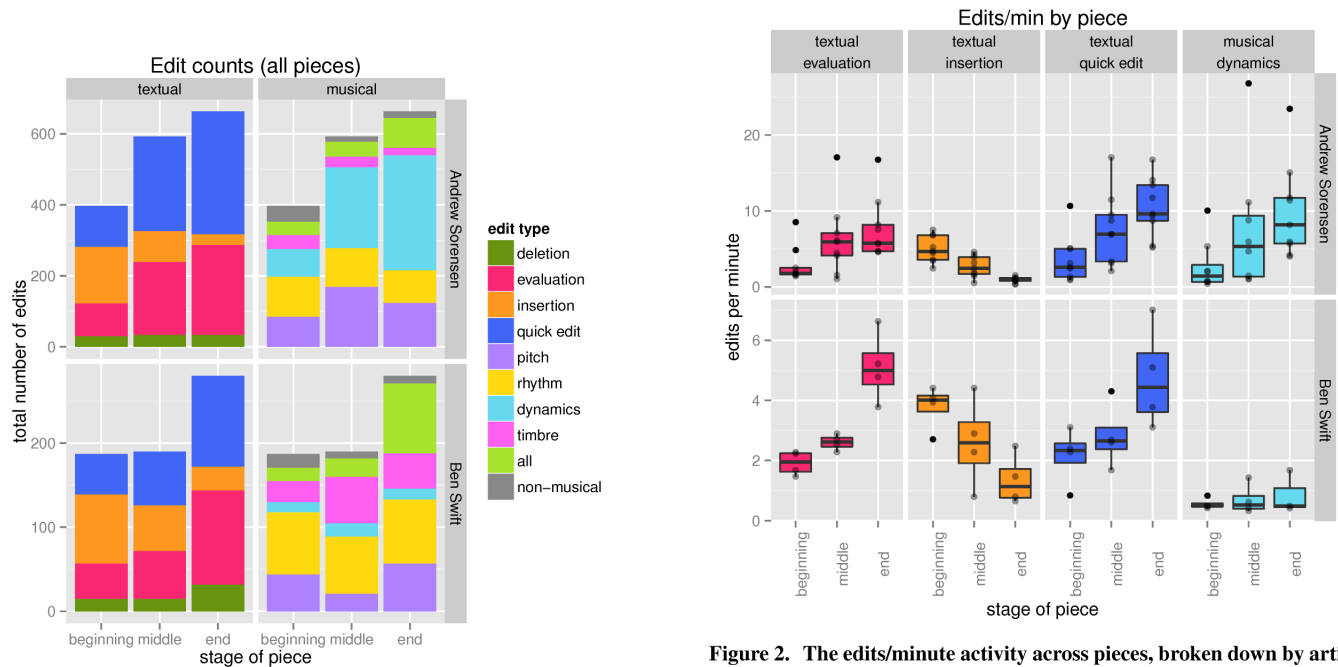 Edit counts (all pieces)
textual
musical
600
400
200
0
Andrew Sorensen
200
100
0
Ben Swift
total number of edits
beginning
middle
end
beginning
middle
end
stage of piece
edit type
deletion
evaluation
insertion
quick edit
pitch
rhythm
dynamics
timbre
all
non-musical
Edits/min by piece
textual
evaluation
textual
insertion
textual
quick edit
musical
dynamics
20
10
0
Andrew Sorensen
6
4
2
0
Ben Swift
edits per minute
beginning
middle
end
beginning
middle
end
beginning
middle
end
beginning
middle
end
stage of piece
Figure 2. The edits/minute activity across pieces, broken down by arti